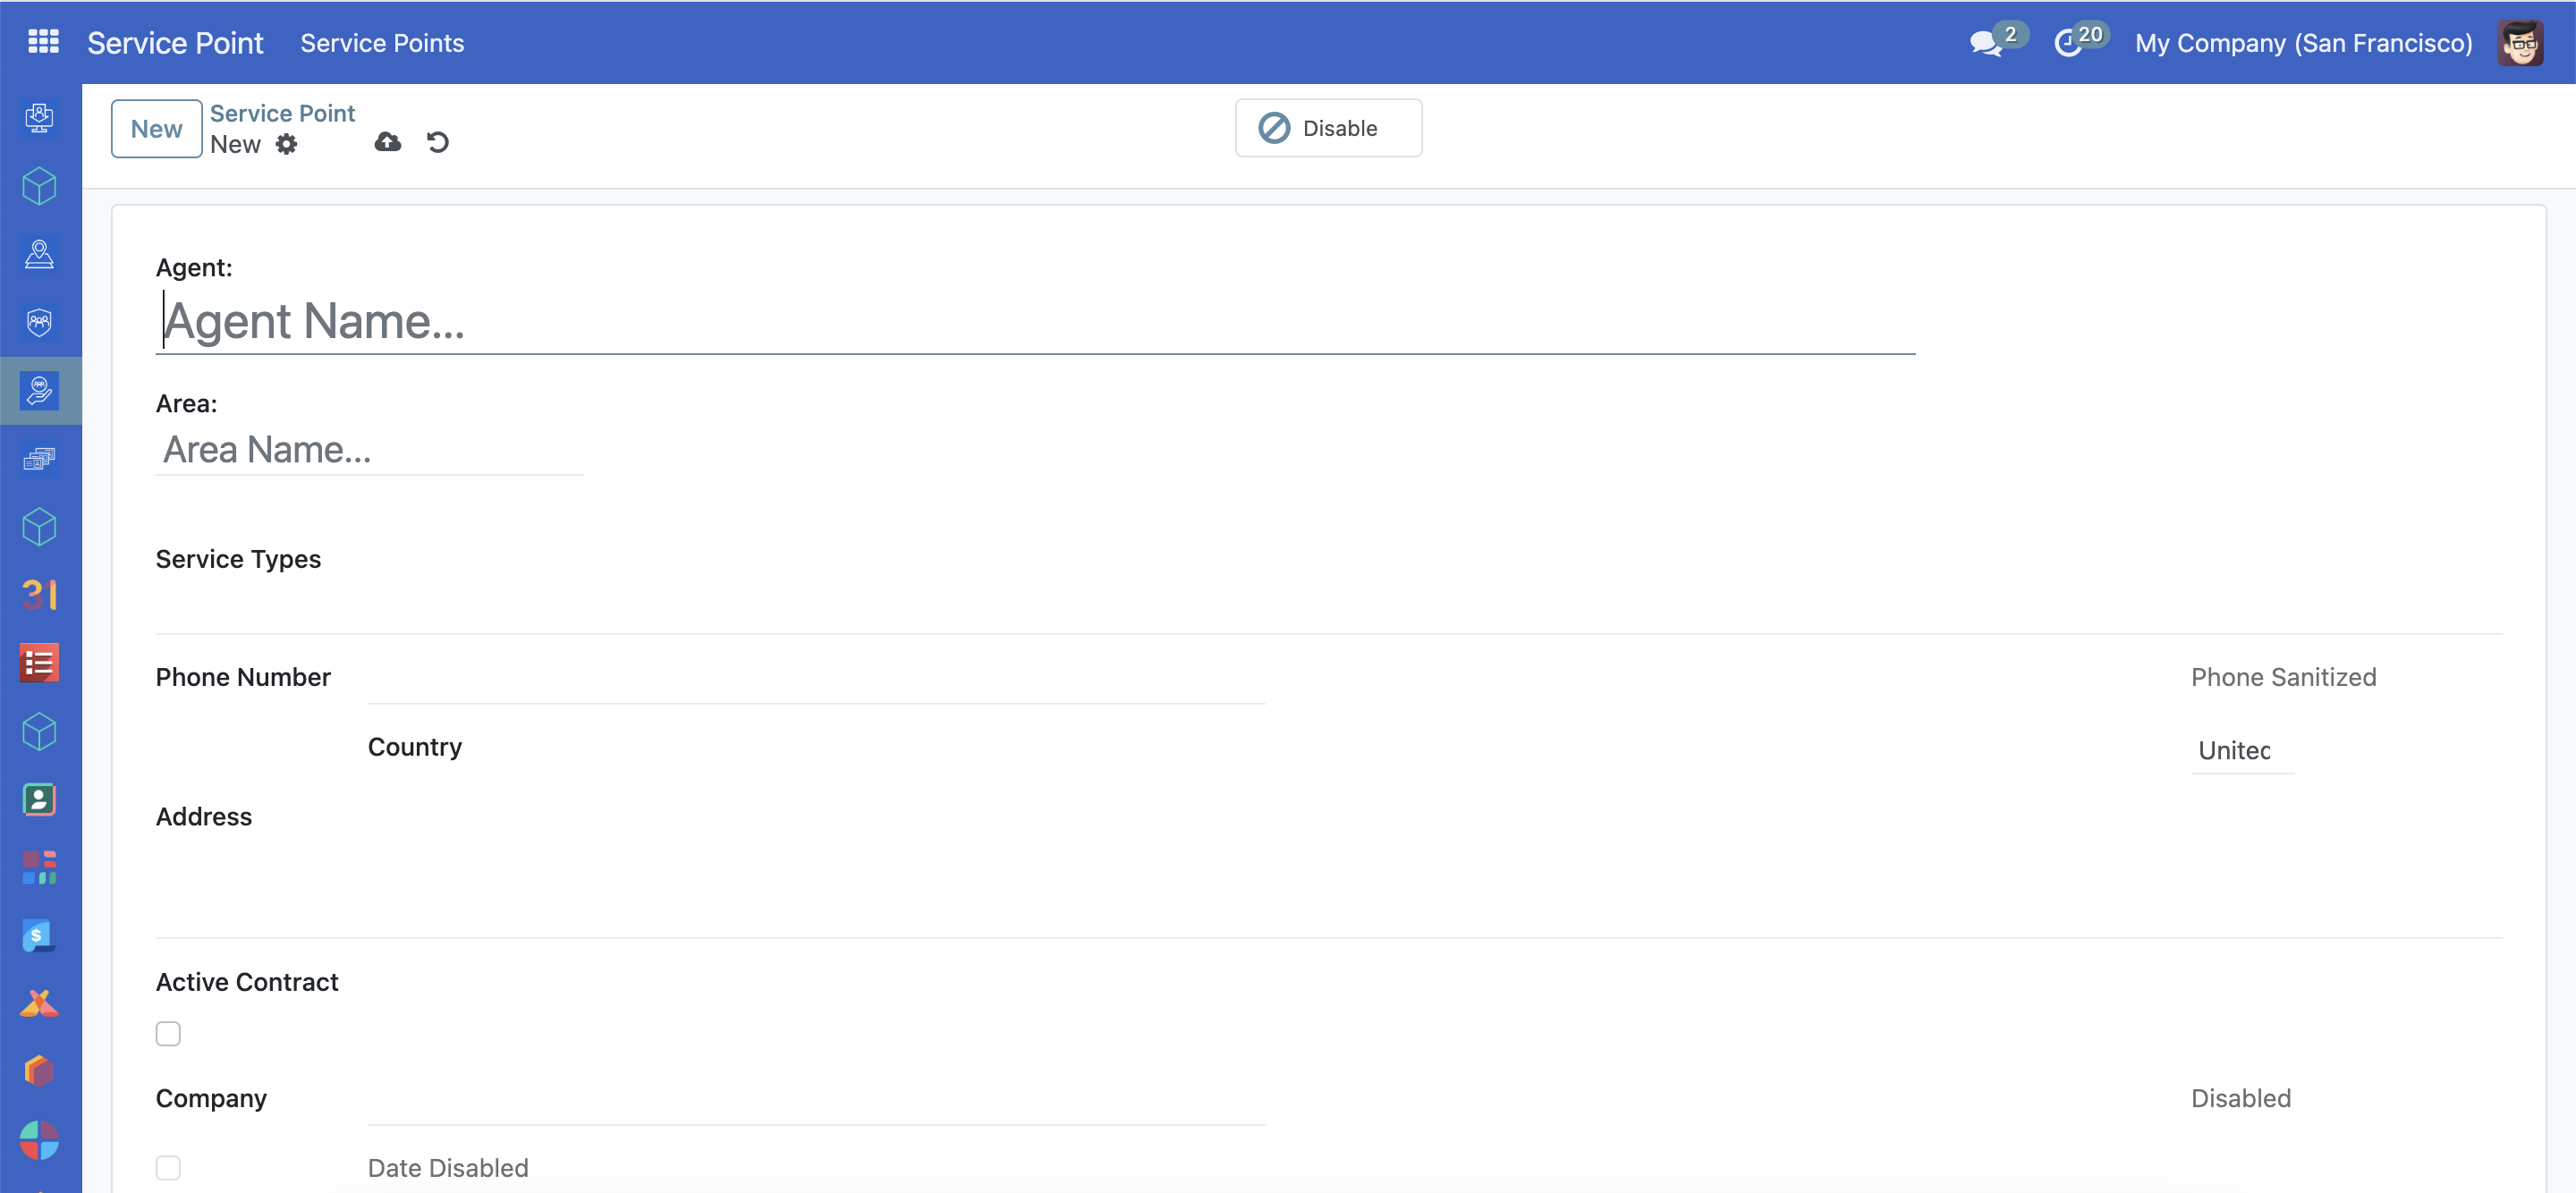 Service Point Service Points 2 20 My Company (San Francisco)
New Service Point
New
Disable
Agent:
Agent Name...
Area:
Area Name...
Service Types
Phone Number Phone Sanitized
Country
Address
Active Contract
Company Disabled
Date Disabled
31
$